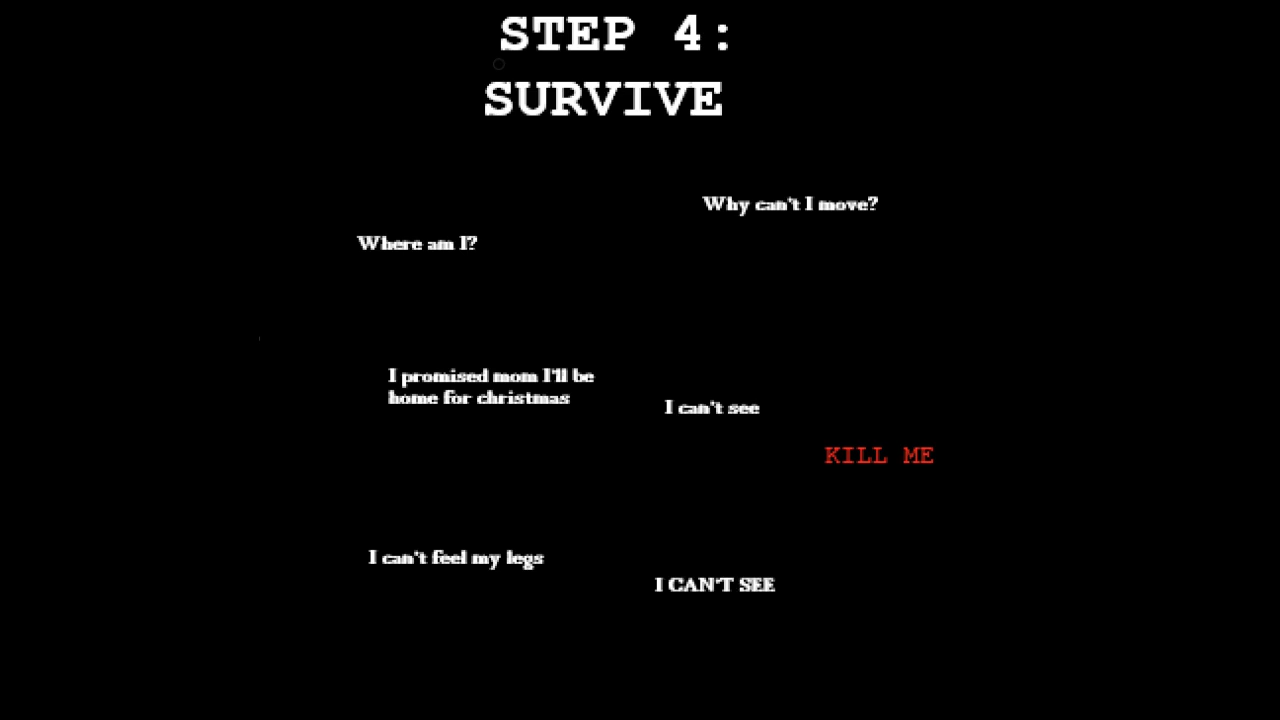 STEP 4:
SURVIVE
Why can't I move?
Where am I?
I promised mom I'll be
home for christmas
I can't see
KILL ME
I can't feel my legs
I CAN'T SEE